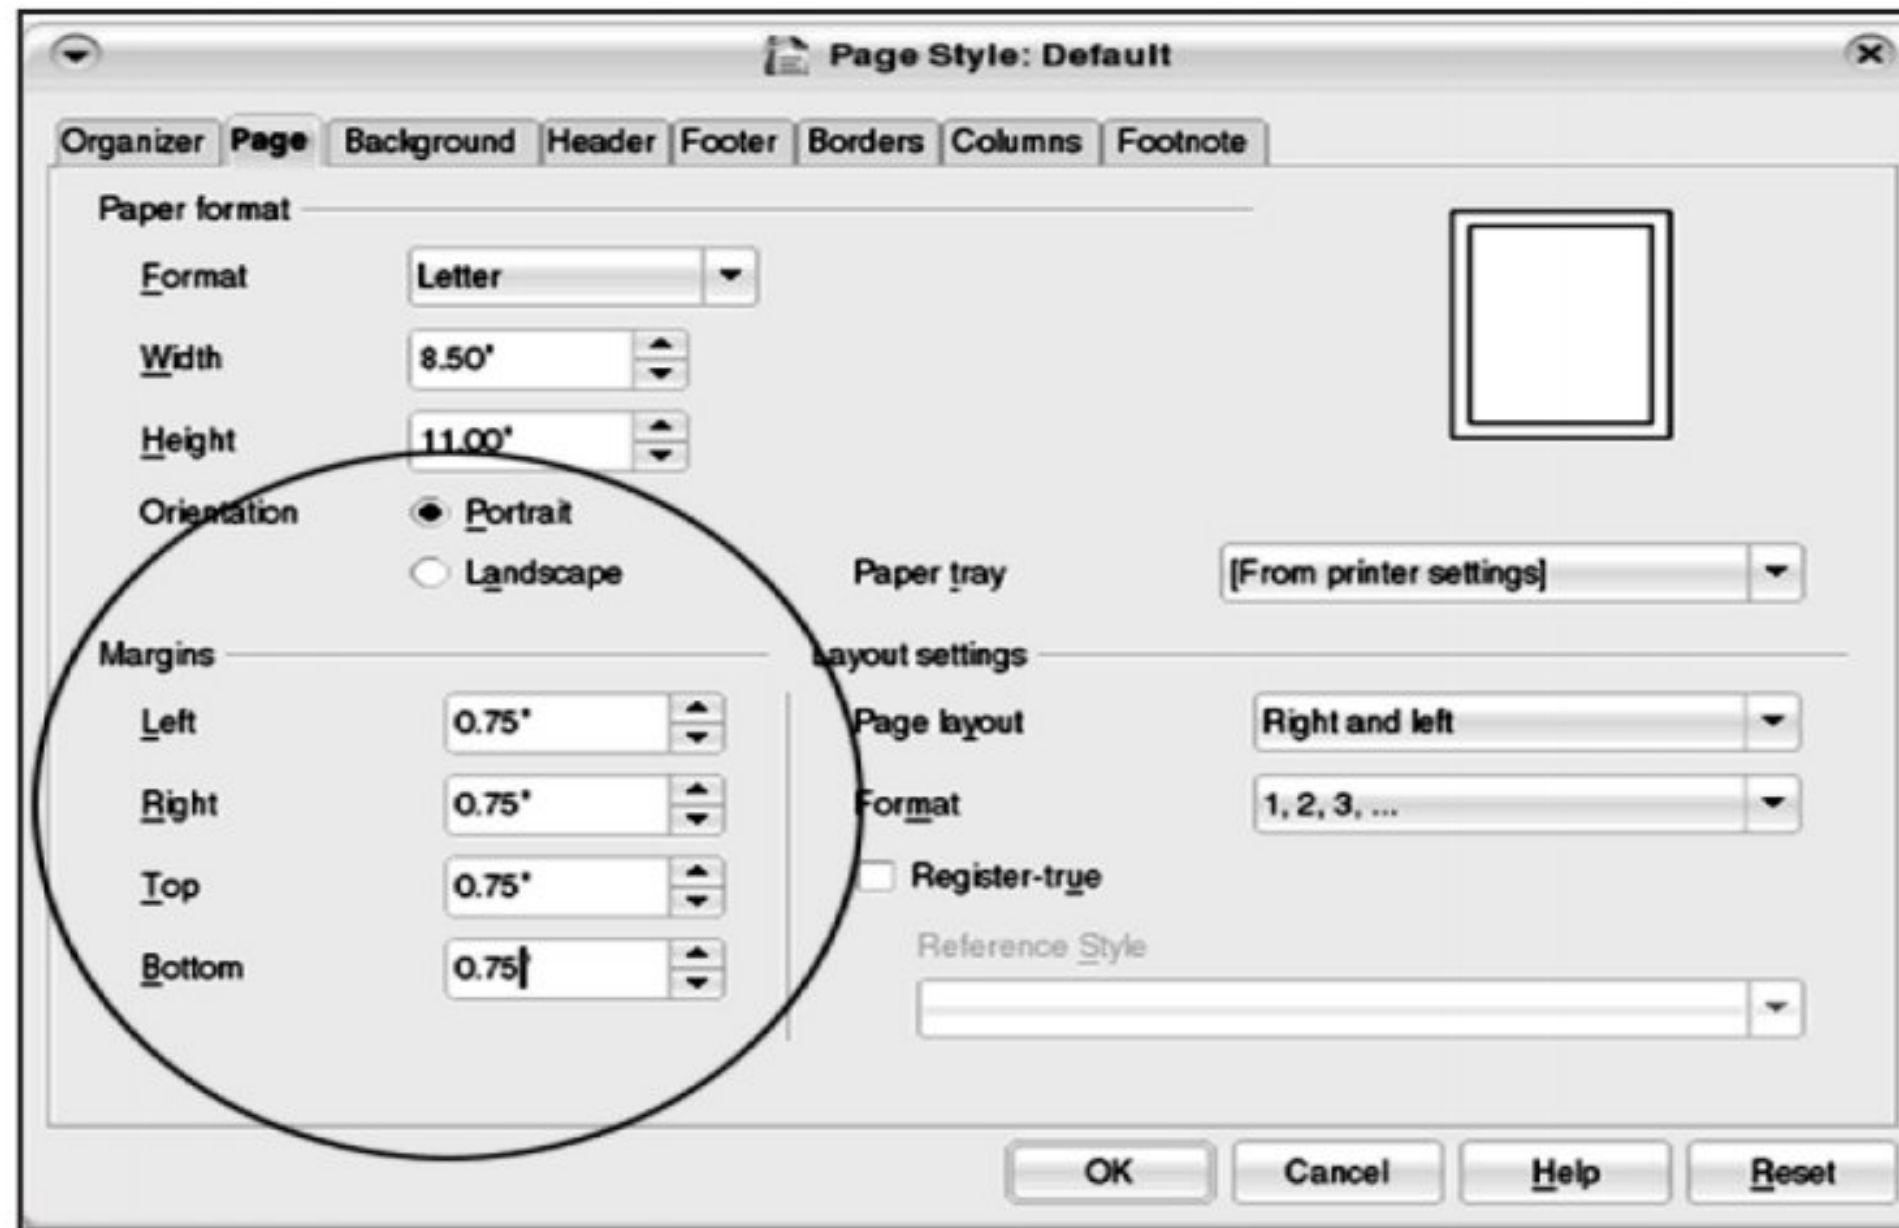 Page Style: Default
Organizer Page Background Header Footer Borders Columns Footnote
Paper format
Format Letter
Width 8.50"
Height 11.00"
Orientation Portrait
Landscape
Paper tray [From printer settings]
Margins
Left 0.75"
Right 0.75"
Top 0.75"
Bottom 0.75"
Layout settings
Page layout Right and left
Format 1, 2, 3, ...
Register-true
Reference Style
OK Cancel Help Reset